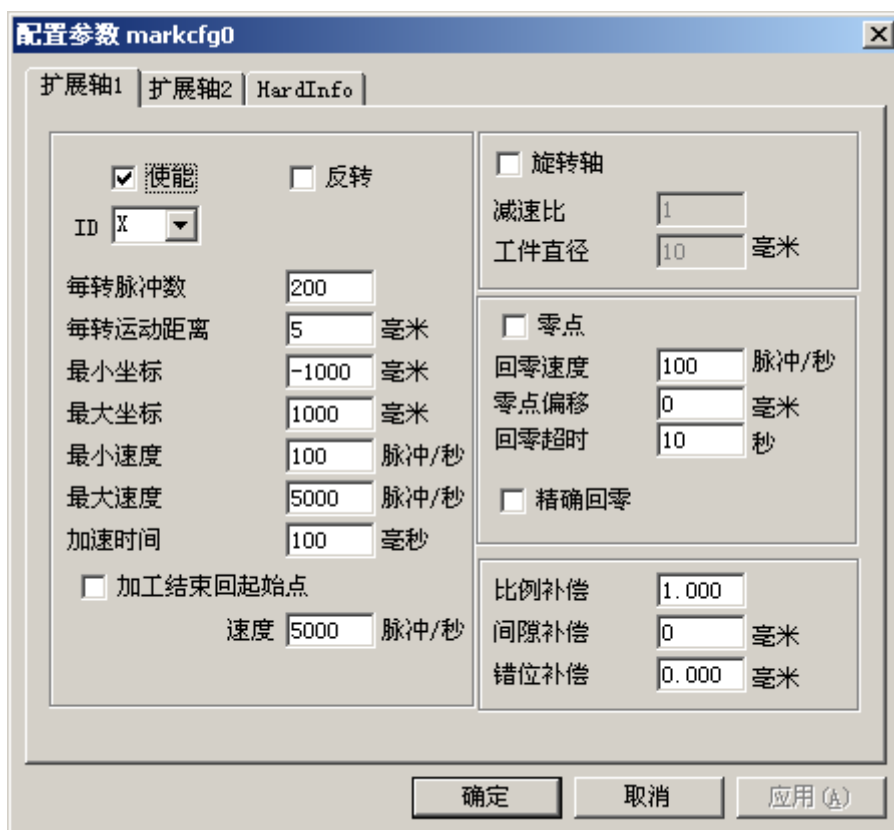 配置参数 markcfg0
扩展轴1 扩展轴2 HardInfo
使能 反转
ID X
每转脉冲数 200
每转运动距离 5 毫米
最小坐标 -1000 毫米
最大坐标 1000 毫米
最小速度 100 脉冲/秒
最大速度 5000 脉冲/秒
加速时间 100 毫秒
加工结束回起始点
速度 5000 脉冲/秒
旋转轴
减速比 1
工件直径 10 毫米
零点
回零速度 100 脉冲/秒
零点偏移 0 毫米
回零超时 10 秒
精确回零
比例补偿 1.000
间隙补偿 0 毫米
错位补偿 0.000 毫米
确定 取消 应用(A)